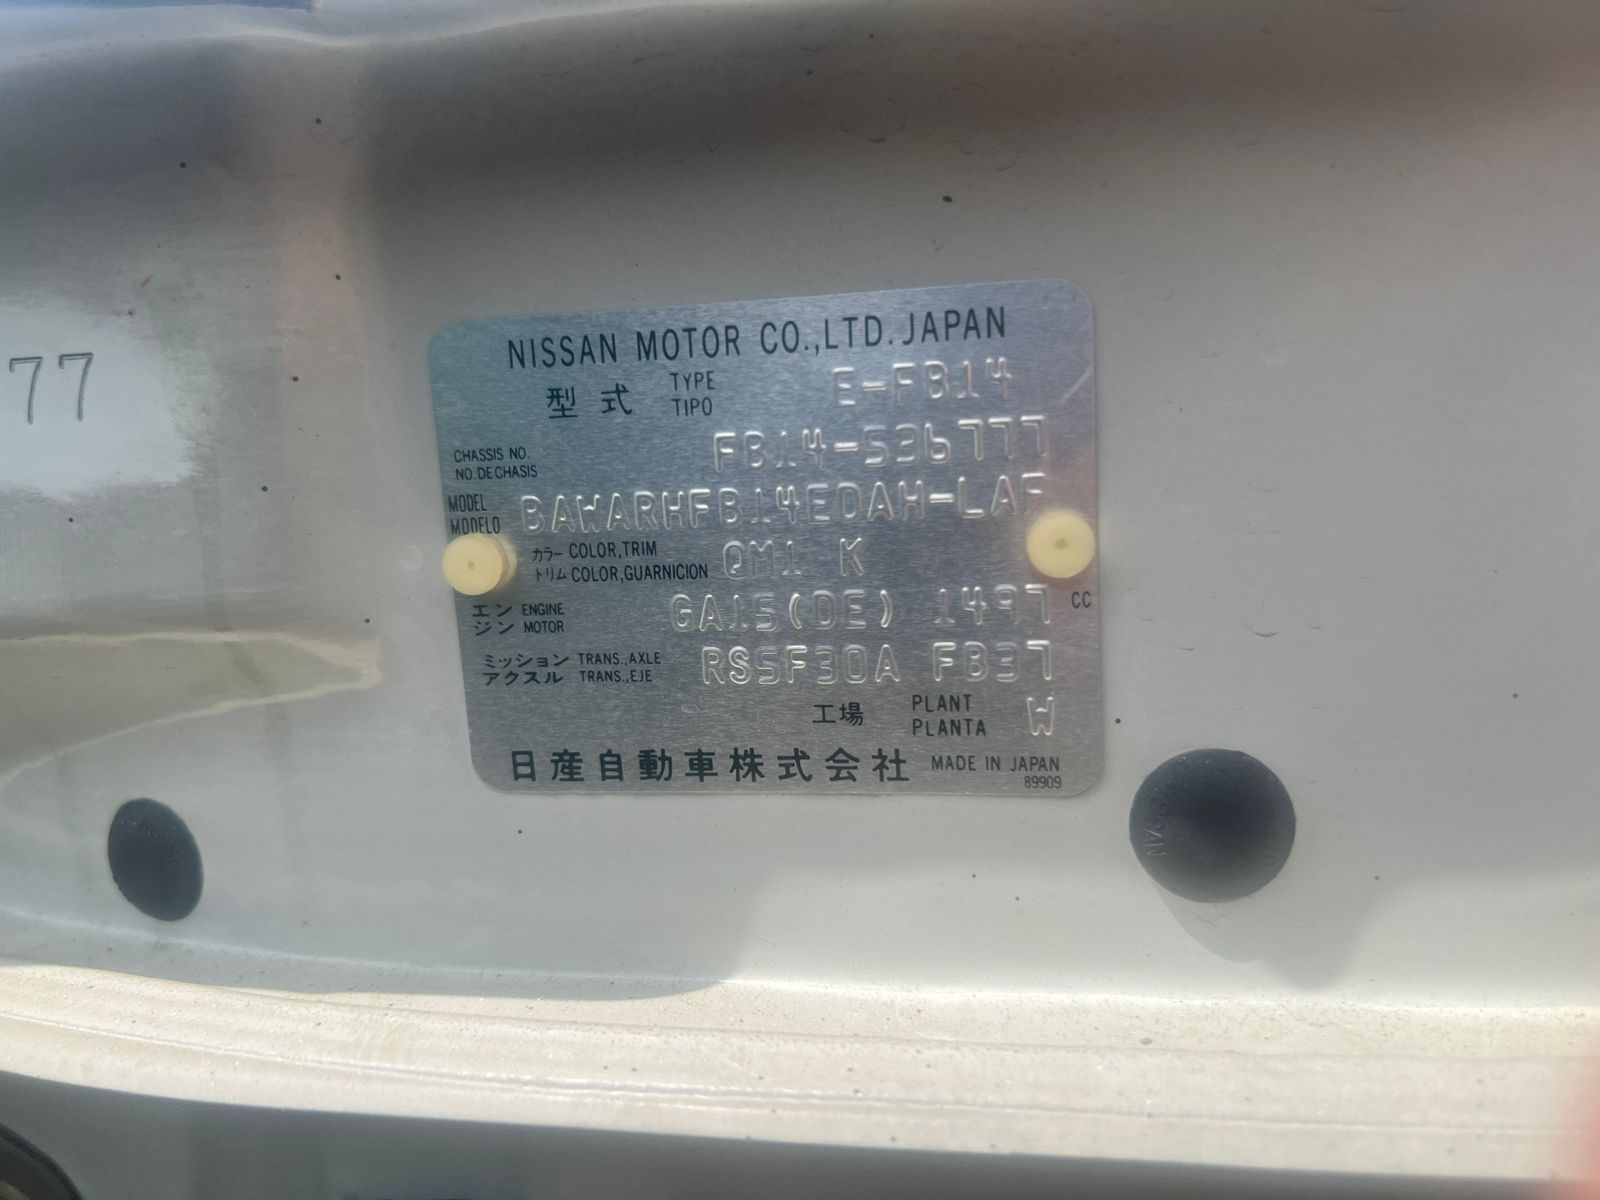 77
NISSAN MOTOR CO.,LTD. JAPAN
型式 TYPE TIPO E-FB14
CHASSIS NO. NO. DE CHASIS FB14-536777
MODEL MODELO BAWARHFB14EDAH-LAF
カラー COLOR,TRIM
トリム COLOR,GUARNICION QM1 K
エンジン ENGINE MOTOR GA15(DE) 1497 CC
ミッション TRANS.,AXLE
アクスル TRANS.,EJE RS5F30A FB37
工場 PLANT PLANTA W
日産自動車株式会社 MADE IN JAPAN
89909
NISSAN